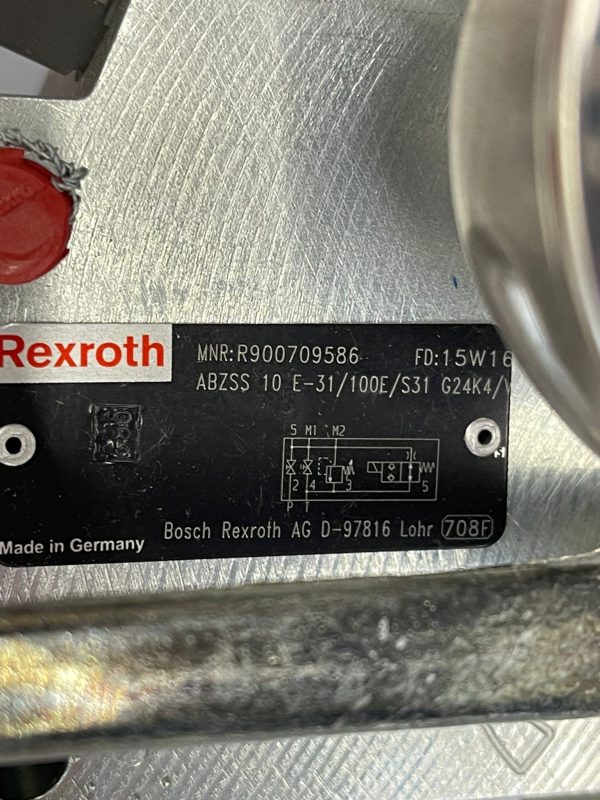 Rexroth
MNR:R900709586 FD:15W16
ABZSS 10 E-31/100E/S31 G24K4/
S M1 M2
2 4 3 5
P T
Bosch Rexroth AG D-97816 Lohr 708F
Made in Germany